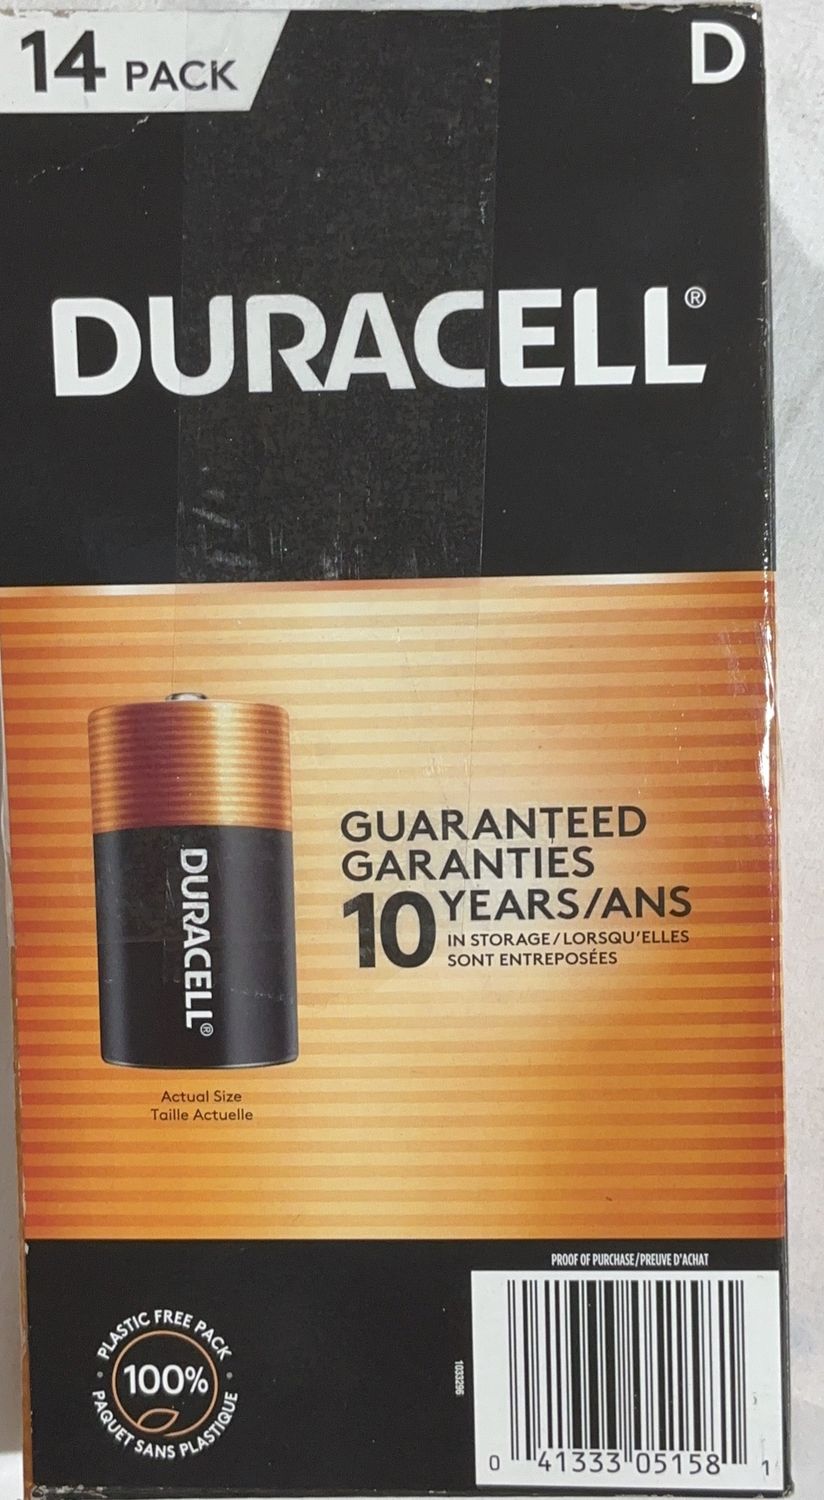 14 PACK
D
DURACELL®
DURACELL®
GUARANTEED
GARANTIES
10 YEARS/ANS
IN STORAGE/LORSQU'ELLES
SONT ENTREPOSÉES
Actual Size
Taille Actuelle
PROOF OF PURCHASE/PREUVE D'ACHAT
PLASTIC FREE PACK
100%
PAQUET SANS PLASTIQUE
1033296
0 41333 05158 1